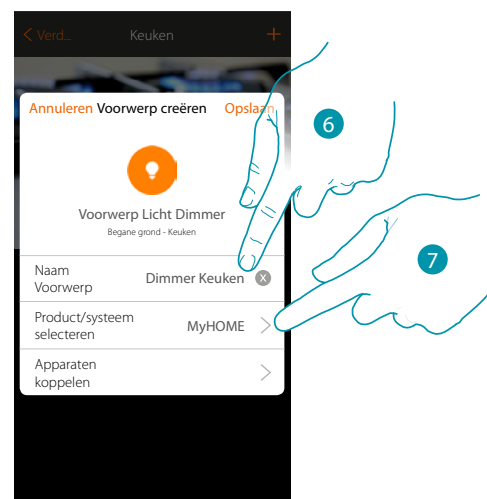 Verd... Keuken +
Annuleren Voorwerp creëren Opslaan
6
Voorwerp Licht Dimmer
Begane grond - Keuken
7
Naam
Voorwerp
Dimmer Keuken X
Product/systeem
selecteren
MyHOME
Apparaten
koppelen